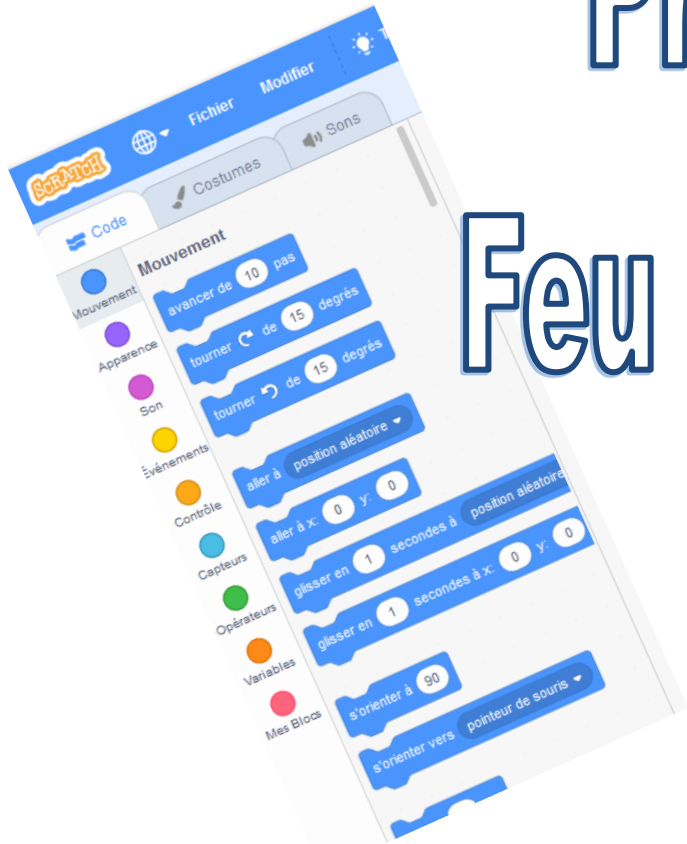 SCRATCH
Fichier
Modifier
Code
Costumes
Sons
Mouvement
Apparence
Son
Événements
Contrôle
Capteurs
Opérateurs
Variables
Mes Blocs
Mouvement
avancer de 10 pas
tourner de 15 degrés
tourner de 15 degrés
aller à position aléatoire
aller à x: 0 y: 0
glisser en 1 secondes à position aléatoire
glisser en 1 secondes à x: 0 y: 0
s'orienter à 90
s'orienter vers pointeur de souris
Feu